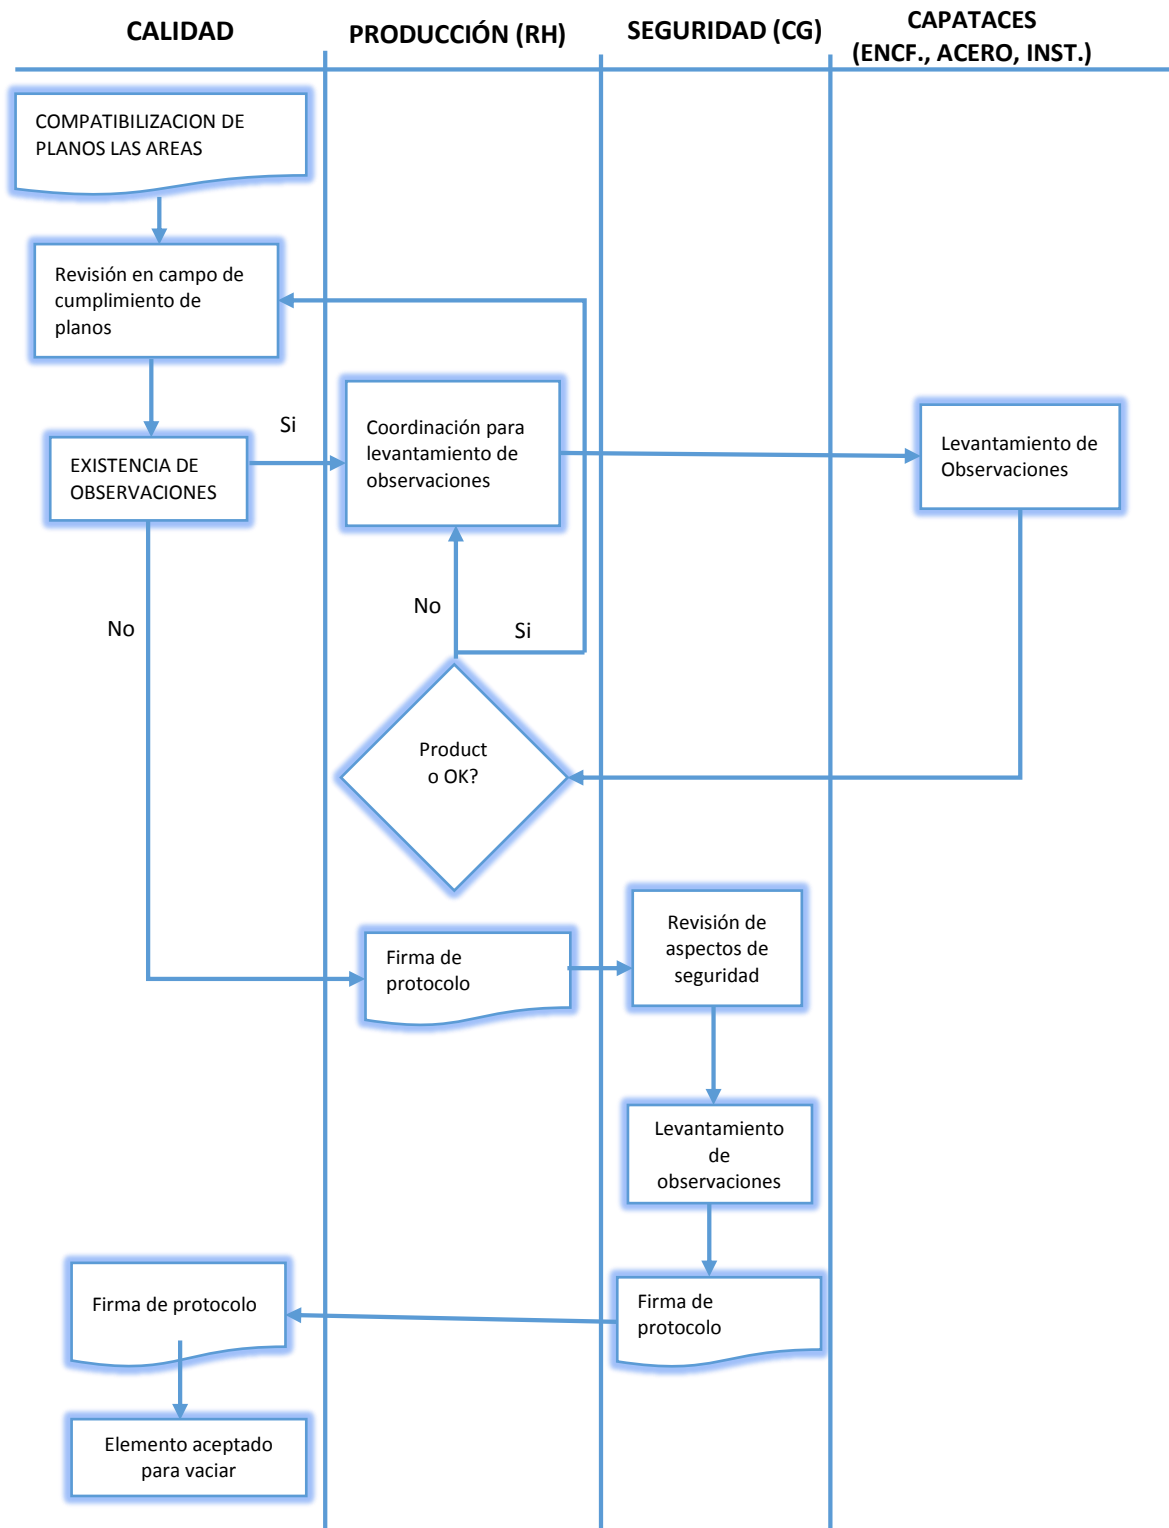 CALIDAD
PRODUCCIÓN (RH)
SEGURIDAD (CG)
CAPATACES
(ENCF., ACERO, INST.)
COMPATIBILIZACION DE
PLANOS LAS AREAS
Revisión en campo de
cumplimiento de
planos
EXISTENCIA DE
OBSERVACIONES
Si
Coordinación para
levantamiento de
observaciones
Levantamiento de
Observaciones
No
No
Si
Product
o OK?
Firma de
protocolo
Revisión de
aspectos de
seguridad
Levantamiento
de
observaciones
Firma de
protocolo
Firma de protocolo
Elemento aceptado
para vaciar